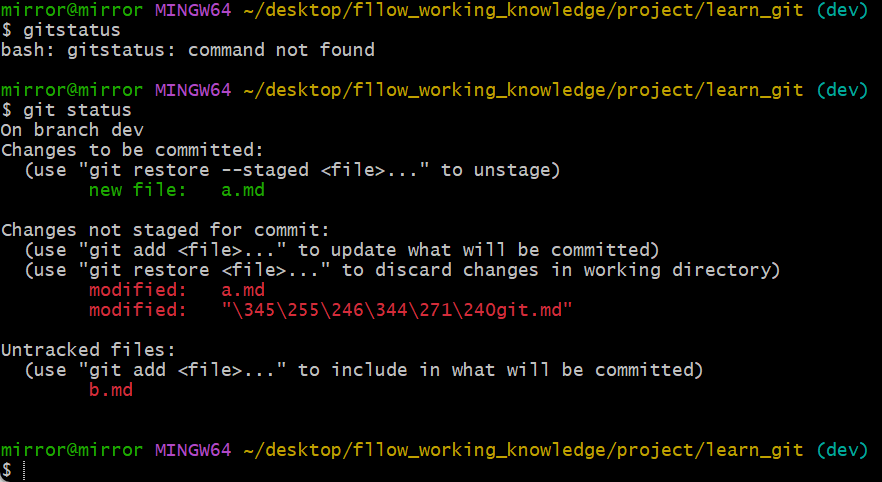 mirror@mirror MINGW64 ~/desktop/fllow_working_knowledge/project/learn_git (dev)
$ gitstatus
bash: gitstatus: command not found
mirror@mirror MINGW64 ~/desktop/fllow_working_knowledge/project/learn_git (dev)
$ git status
On branch dev
Changes to be committed:
  (use "git restore --staged <file>..." to unstage)
        new file:   a.md
Changes not staged for commit:
  (use "git add <file>..." to update what will be committed)
  (use "git restore <file>..." to discard changes in working directory)
        modified:   a.md
        modified:   "\345\255\246\344\271\240git.md"
Untracked files:
  (use "git add <file>..." to include in what will be committed)
        b.md
mirror@mirror MINGW64 ~/desktop/fllow_working_knowledge/project/learn_git (dev)
$